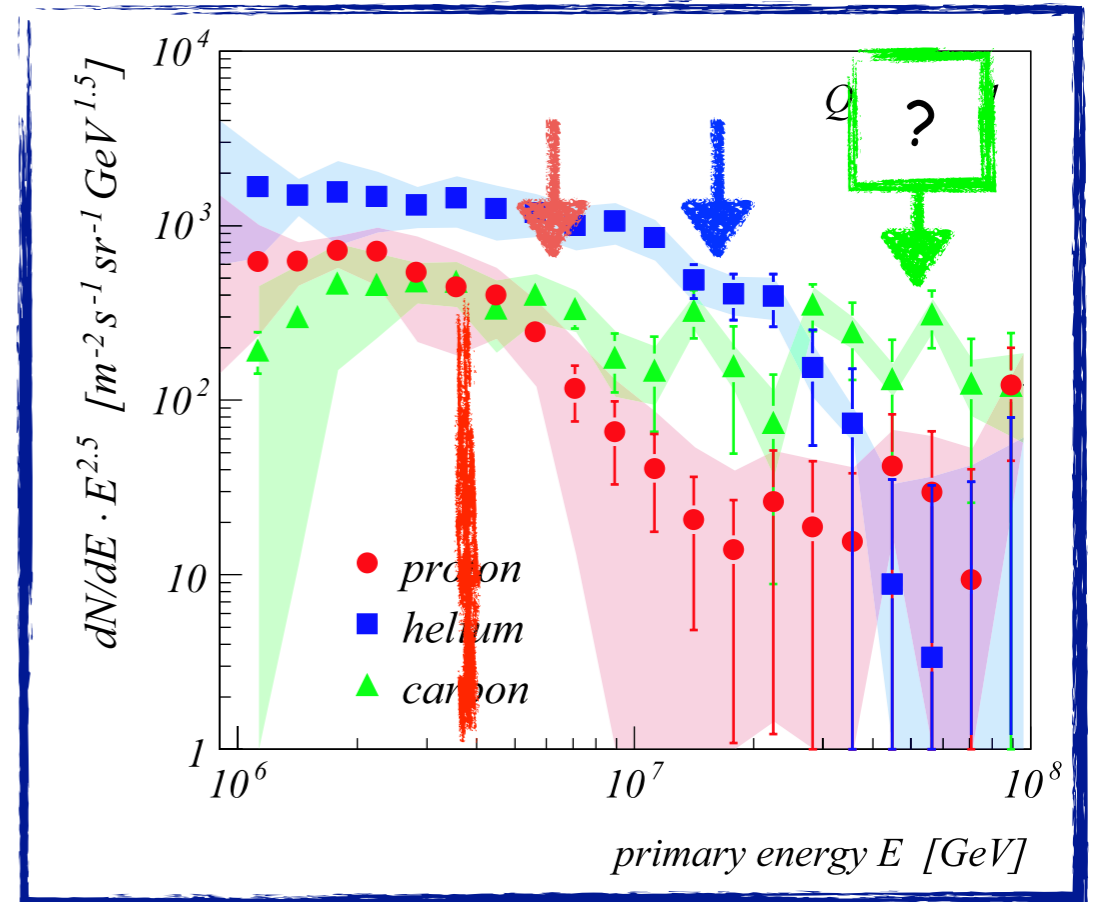 10^4
10^3
10^2
10
1
dN/dE · E^2.5 [m^-2 s^-1 sr^-1 GeV^1.5]
Q
?
proton
helium
carbon
10^6 10^7 10^8
primary energy E [GeV]